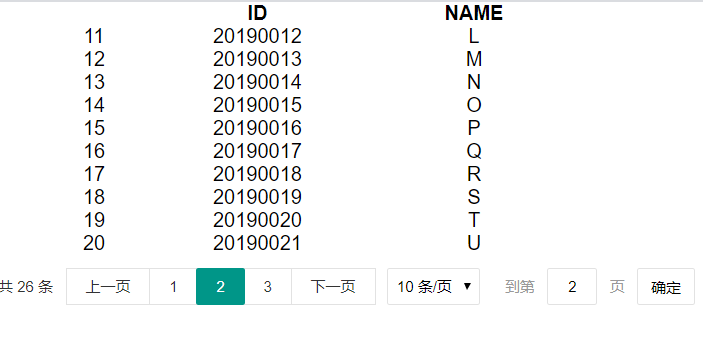 ID NAME
11 20190012 L
12 20190013 M
13 20190014 N
14 20190015 O
15 20190016 P
16 20190017 Q
17 20190018 R
18 20190019 S
19 20190020 T
20 20190021 U
共 26 条 上一页 1 2 3 下一页 10 条/页 ▼ 到第 2 页 确定